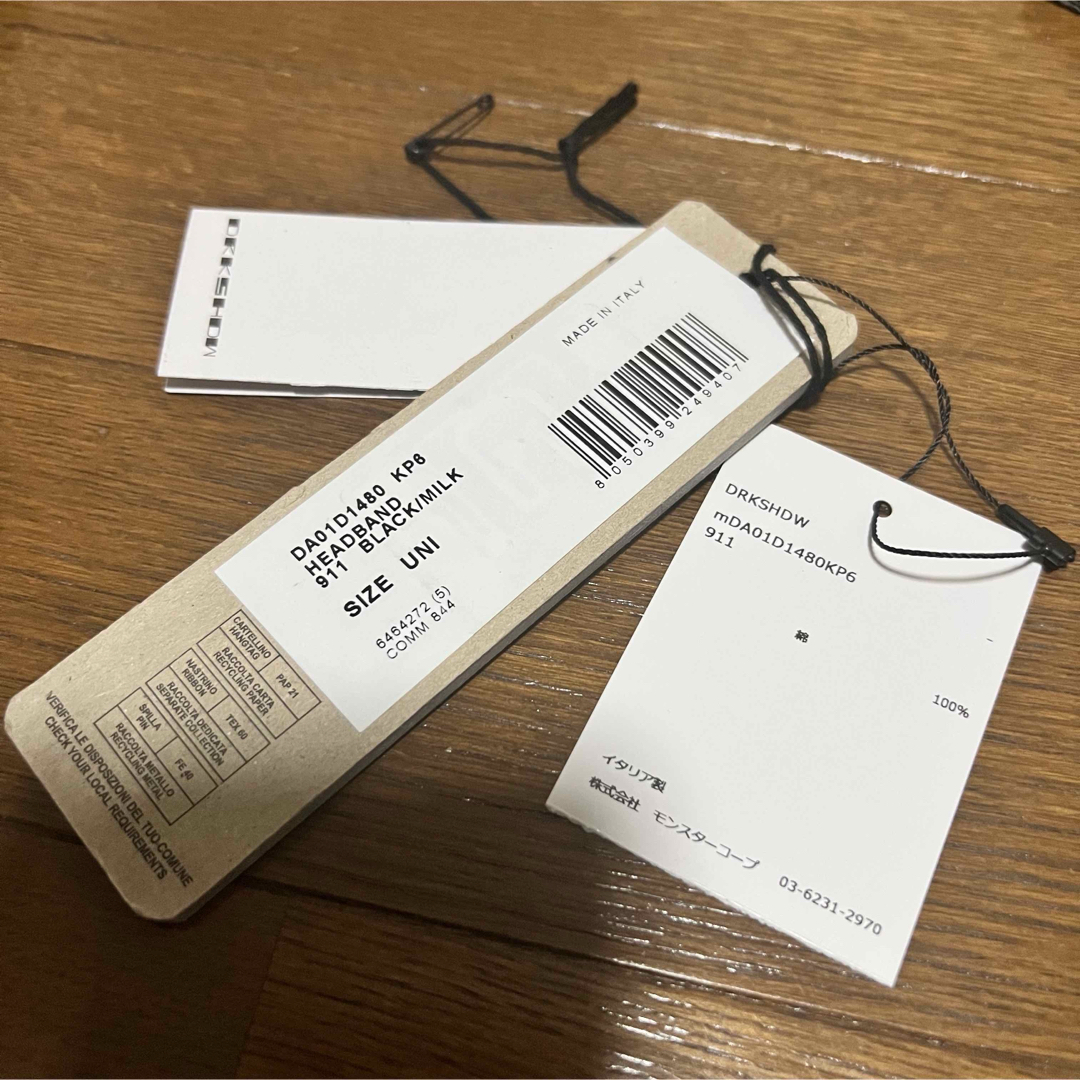 DRKSHDW
MADE IN ITALY
8050399249407
DA01D1480 KP6
HEADBAND
911 BLACK/MILK
SIZE UNI
6464272 (5)
COMM 844
CARTELLINO
HANGTAG
PAP 21
RACCOLTA CARTA
RECYCLING PAPER
NASTRINO
RIBBON
TEX 60
RACCOLTA DEDICATA
SEPARATE COLLECTION
SPILLA
PIN
FE 40
RACCOLTA METALLO
RECYCLING METAL
VERIFICA LE DISPOSIZIONI DEL TUO COMUNE
CHECK YOUR LOCAL REQUIREMENTS
DRKSHDW
mDA01D1480KP6
911
綿 -
100%
イタリア製
株式会社 モンスターコープ
03-6231-2970